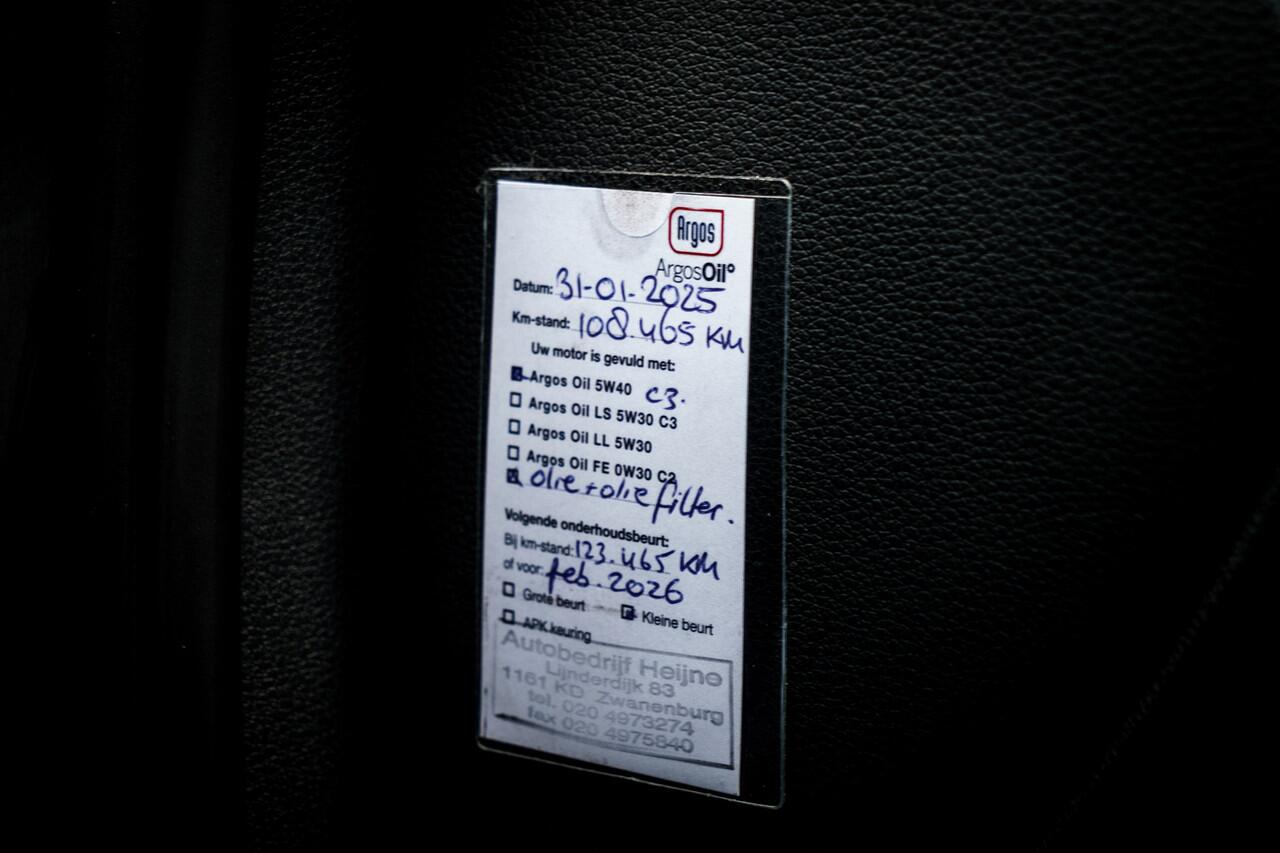 Argos
ArgosOil°
Datum: 31-01-2025
Km-stand: 108.465 KM
Uw motor is gevuld met:
Argos Oil 5W40 C3.
Argos Oil LS 5W30 C3
Argos Oil LL 5W30
Argos Oil FE 0W30 C2
olie + olie filter.
Volgende onderhoudsbeurt:
Bij km-stand: 123.465 KM
of voor: feb. 2026
Grote beurt Kleine beurt
APK keuring
Autobedrijf Heijne
Lijnderdijk 83
1161 KD Zwanenburg
tel. 020 4973274
fax 020 4975840